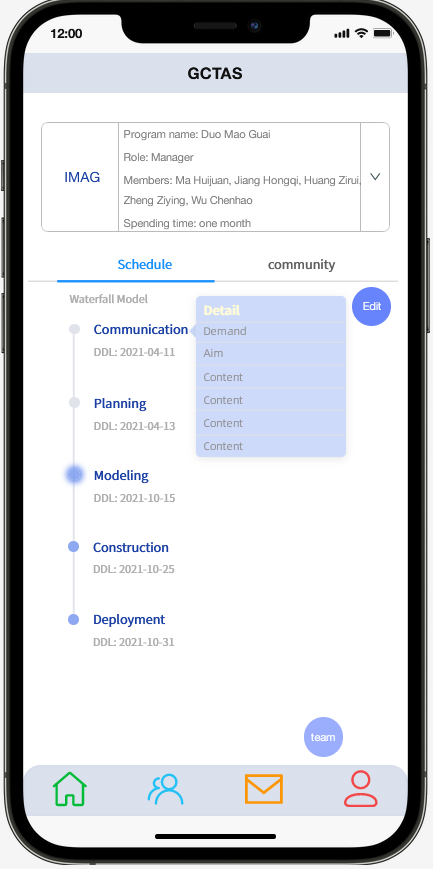 12:00
GCTAS
IMAG
Program name: Duo Mao Guai
Role: Manager
Members: Ma Huijuan, Jiang Hongqi, Huang Zirui,
Zheng Ziying, Wu Chenhao
Spending time: one month
Schedule
community
Waterfall Model
Edit
Communication
DDL: 2021-04-11
Detail
Demand
Aim
Content
Content
Content
Content
Planning
DDL: 2021-04-13
Modeling
DDL: 2021-10-15
Construction
DDL: 2021-10-25
Deployment
DDL: 2021-10-31
team